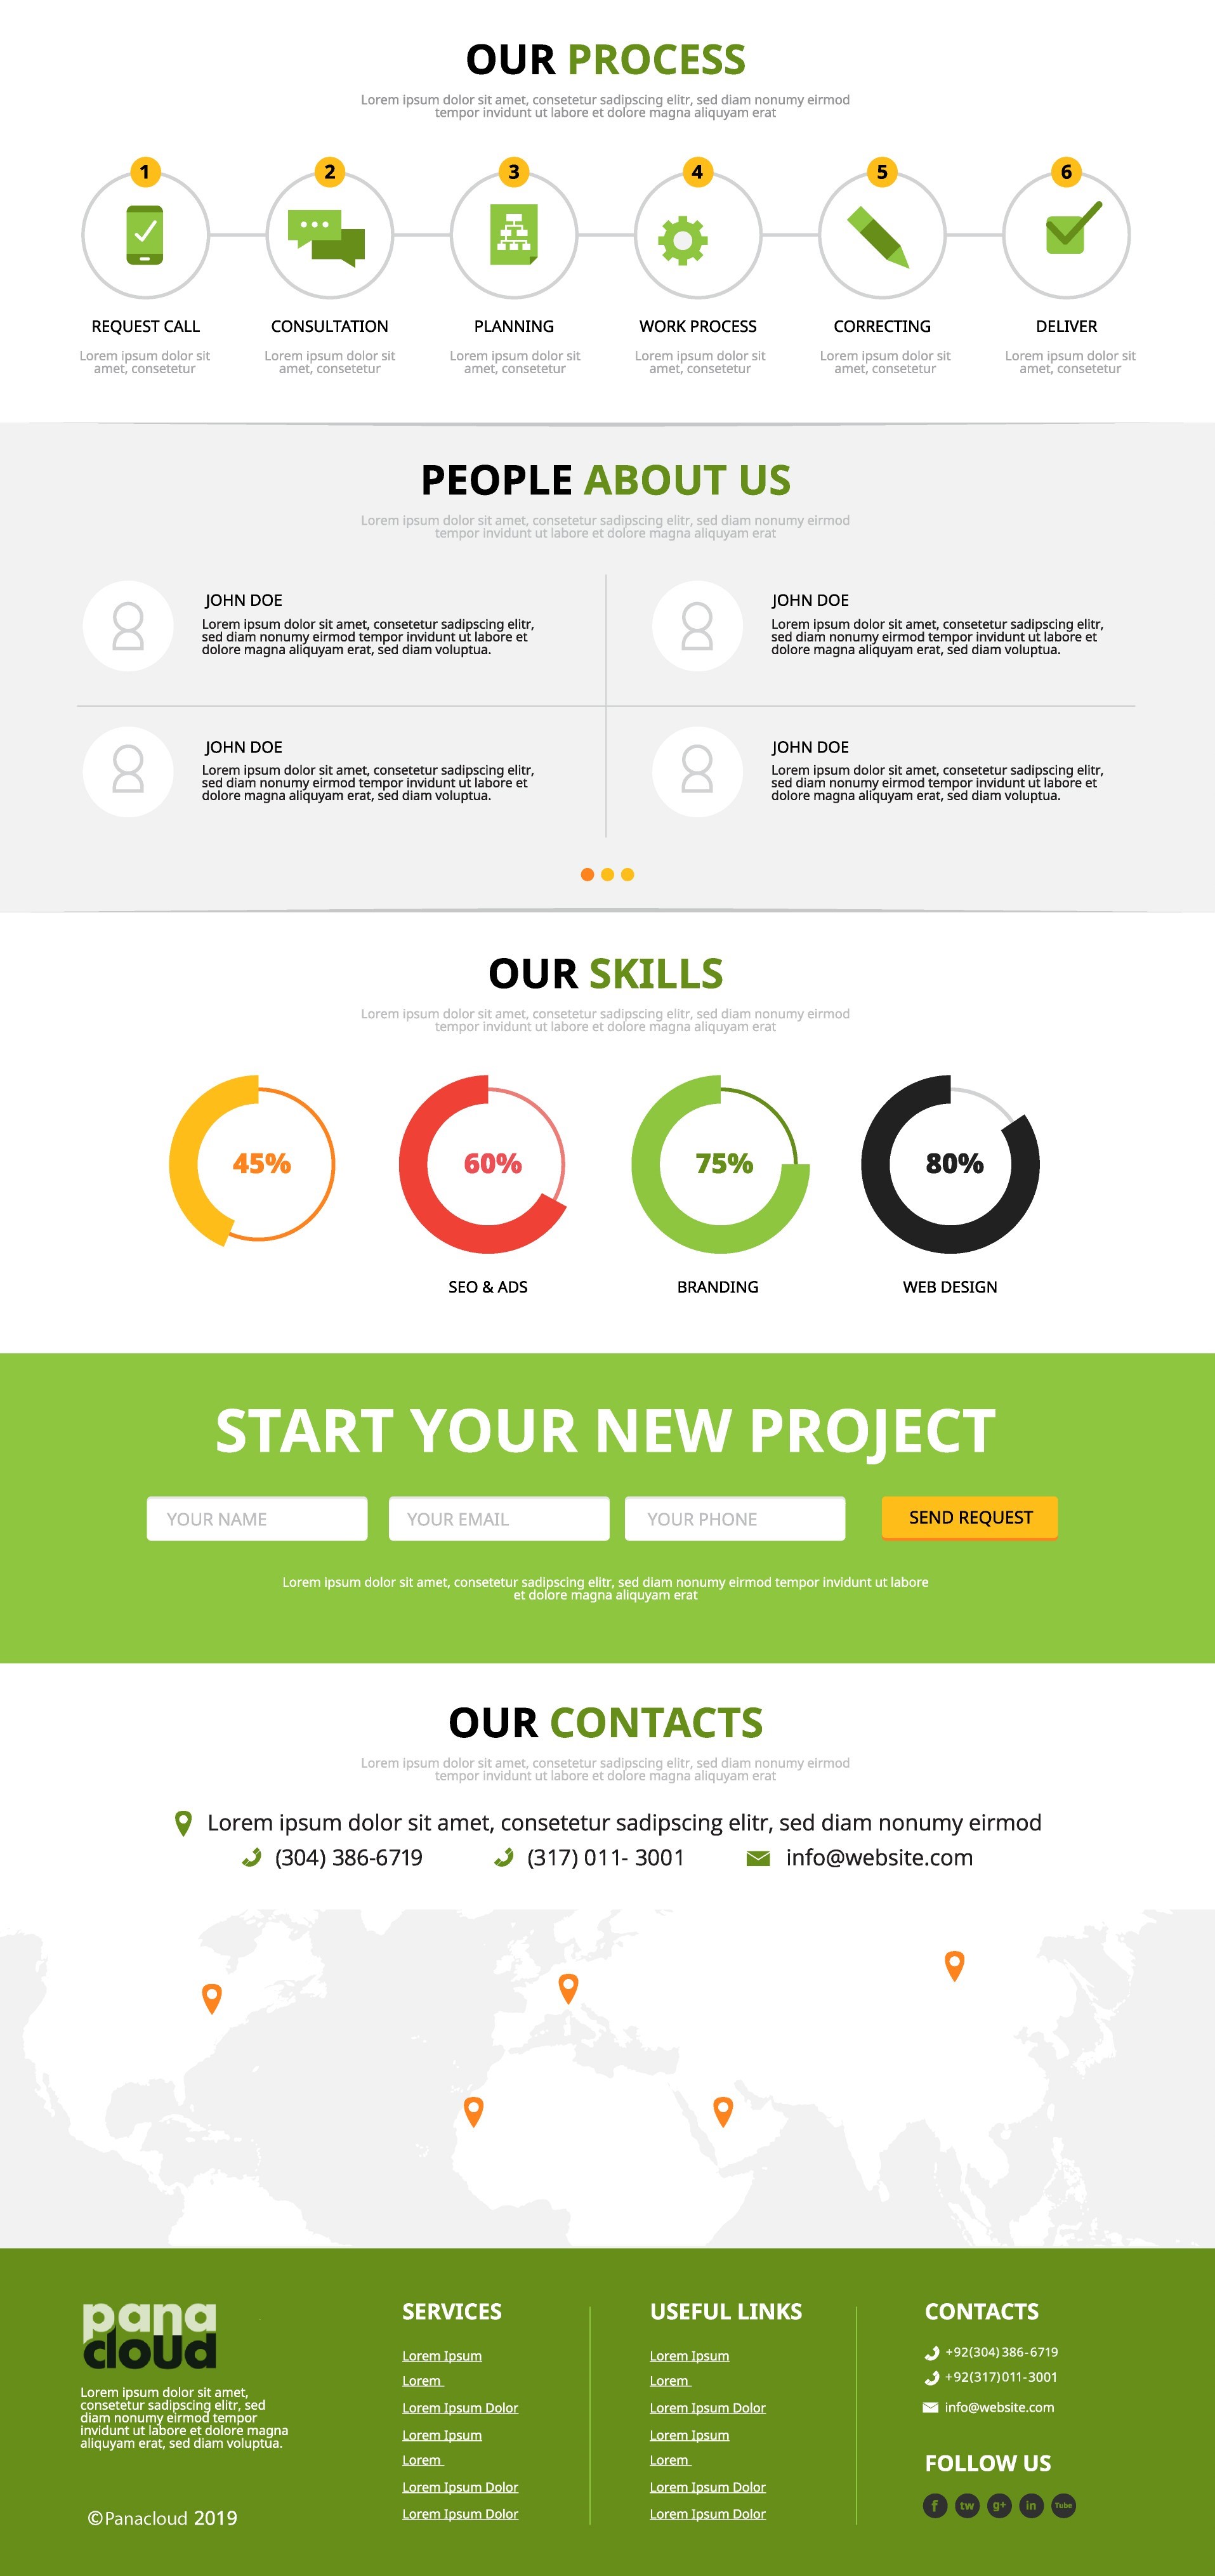 OUR PROCESS
Lorem ipsum dolor sit amet, consetetur sadipscing elitr, sed diam nonumy eirmod
tempor invidunt ut labore et dolore magna aliquyam erat
1 2 3 4 5 6
REQUEST CALL CONSULTATION PLANNING WORK PROCESS CORRECTING DELIVER
Lorem ipsum dolor sit Lorem ipsum dolor sit Lorem ipsum dolor sit Lorem ipsum dolor sit Lorem ipsum dolor sit Lorem ipsum dolor sit
amet, consetetur amet, consetetur amet, consetetur amet, consetetur amet, consetetur amet, consetetur
PEOPLE ABOUT US
Lorem ipsum dolor sit amet, consetetur sadipscing elitr, sed diam nonumy eirmod
tempor invidunt ut labore et dolore magna aliquyam erat
JOHN DOE
Lorem ipsum dolor sit amet, consetetur sadipscing elitr,
sed diam nonumy eirmod tempor invidunt ut labore et
dolore magna aliquyam erat, sed diam voluptua.
JOHN DOE
Lorem ipsum dolor sit amet, consetetur sadipscing elitr,
sed diam nonumy eirmod tempor invidunt ut labore et
dolore magna aliquyam erat, sed diam voluptua.
JOHN DOE
Lorem ipsum dolor sit amet, consetetur sadipscing elitr,
sed diam nonumy eirmod tempor invidunt ut labore et
dolore magna aliquyam erat, sed diam voluptua.
JOHN DOE
Lorem ipsum dolor sit amet, consetetur sadipscing elitr,
sed diam nonumy eirmod tempor invidunt ut labore et
dolore magna aliquyam erat, sed diam voluptua.
OUR SKILLS
Lorem ipsum dolor sit amet, consetetur sadipscing elitr, sed diam nonumy eirmod
tempor invidunt ut labore et dolore magna aliquyam erat
45% 60% 75% 80%
SEO & ADS BRANDING WEB DESIGN
START YOUR NEW PROJECT
YOUR NAME YOUR EMAIL YOUR PHONE SEND REQUEST
Lorem ipsum dolor sit amet, consetetur sadipscing elitr, sed diam nonumy eirmod tempor invidunt ut labore
et dolore magna aliquyam erat
OUR CONTACTS
Lorem ipsum dolor sit amet, consetetur sadipscing elitr, sed diam nonumy eirmod
tempor invidunt ut labore et dolore magna aliquyam erat
Lorem ipsum dolor sit amet, consetetur sadipscing elitr, sed diam nonumy eirmod
(304) 386-6719 (317) 011- 3001 info@website.com
pana
cloud
Lorem ipsum dolor sit amet,
consetetur sadipscing elitr, sed
diam nonumy eirmod tempor
invidunt ut labore et dolore magna
aliquyam erat, sed diam voluptua.
©Panacloud 2019
SERVICES
Lorem Ipsum
Lorem
Lorem Ipsum Dolor
Lorem Ipsum
Lorem
Lorem Ipsum Dolor
Lorem Ipsum Dolor
USEFUL LINKS
Lorem Ipsum
Lorem
Lorem Ipsum Dolor
Lorem Ipsum
Lorem
Lorem Ipsum Dolor
Lorem Ipsum Dolor
CONTACTS
+92(304)386-6719
+92(317)011-3001
info@website.com
FOLLOW US
f tw g+ in Tube